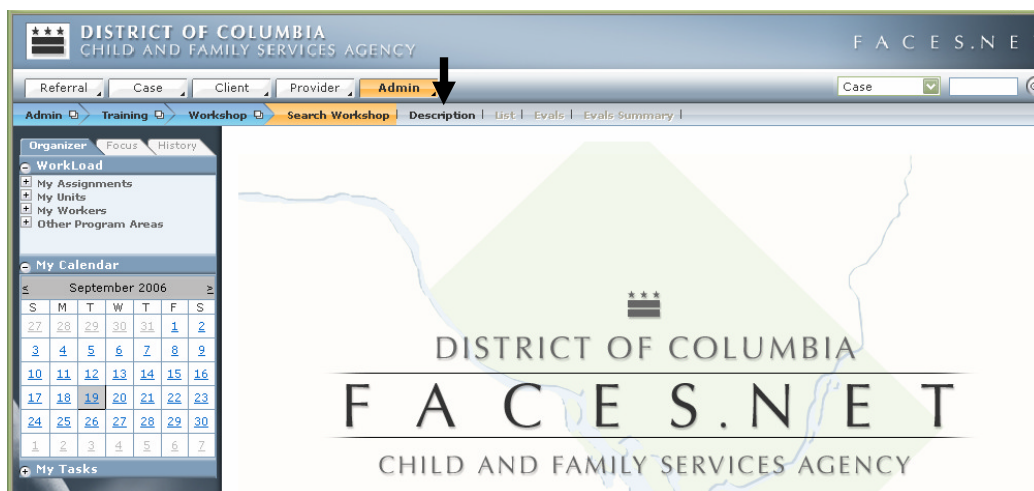 DISTRICT OF COLUMBIA
CHILD AND FAMILY SERVICES AGENCY
FACES.NE
Referral Case Client Provider Admin Case
Admin Training Workshop Search Workshop | Description | List | Evals | Evals Summary |
Organizer Focus History
WorkLoad
My Assignments
My Units
My Workers
Other Program Areas
My Calendar
< September 2006 >
S M T W T F S
27 28 29 30 31 1 2
3 4 5 6 7 8 9
10 11 12 13 14 15 16
17 18 19 20 21 22 23
24 25 26 27 28 29 30
1 2 3 4 5 6 7
My Tasks
DISTRICT OF COLUMBIA
FACES.NET
CHILD AND FAMILY SERVICES AGENCY